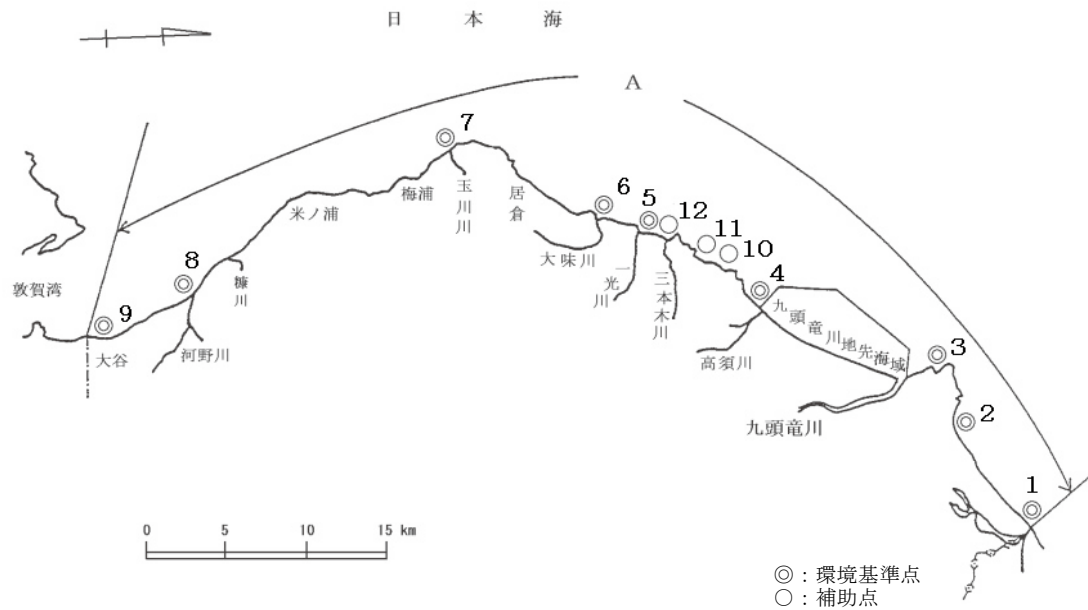 日本海
A
7
6
5
12
11
10
4
3
2
1
8
9
敦賀湾
大谷
河野川
糠川
米ノ浦
梅浦
玉川川
居倉
大味川
一光川
三本木川
高須川
九頭竜川地先海域
九頭竜川
0 5 10 15 km
◎：環境基準点
○：補助点